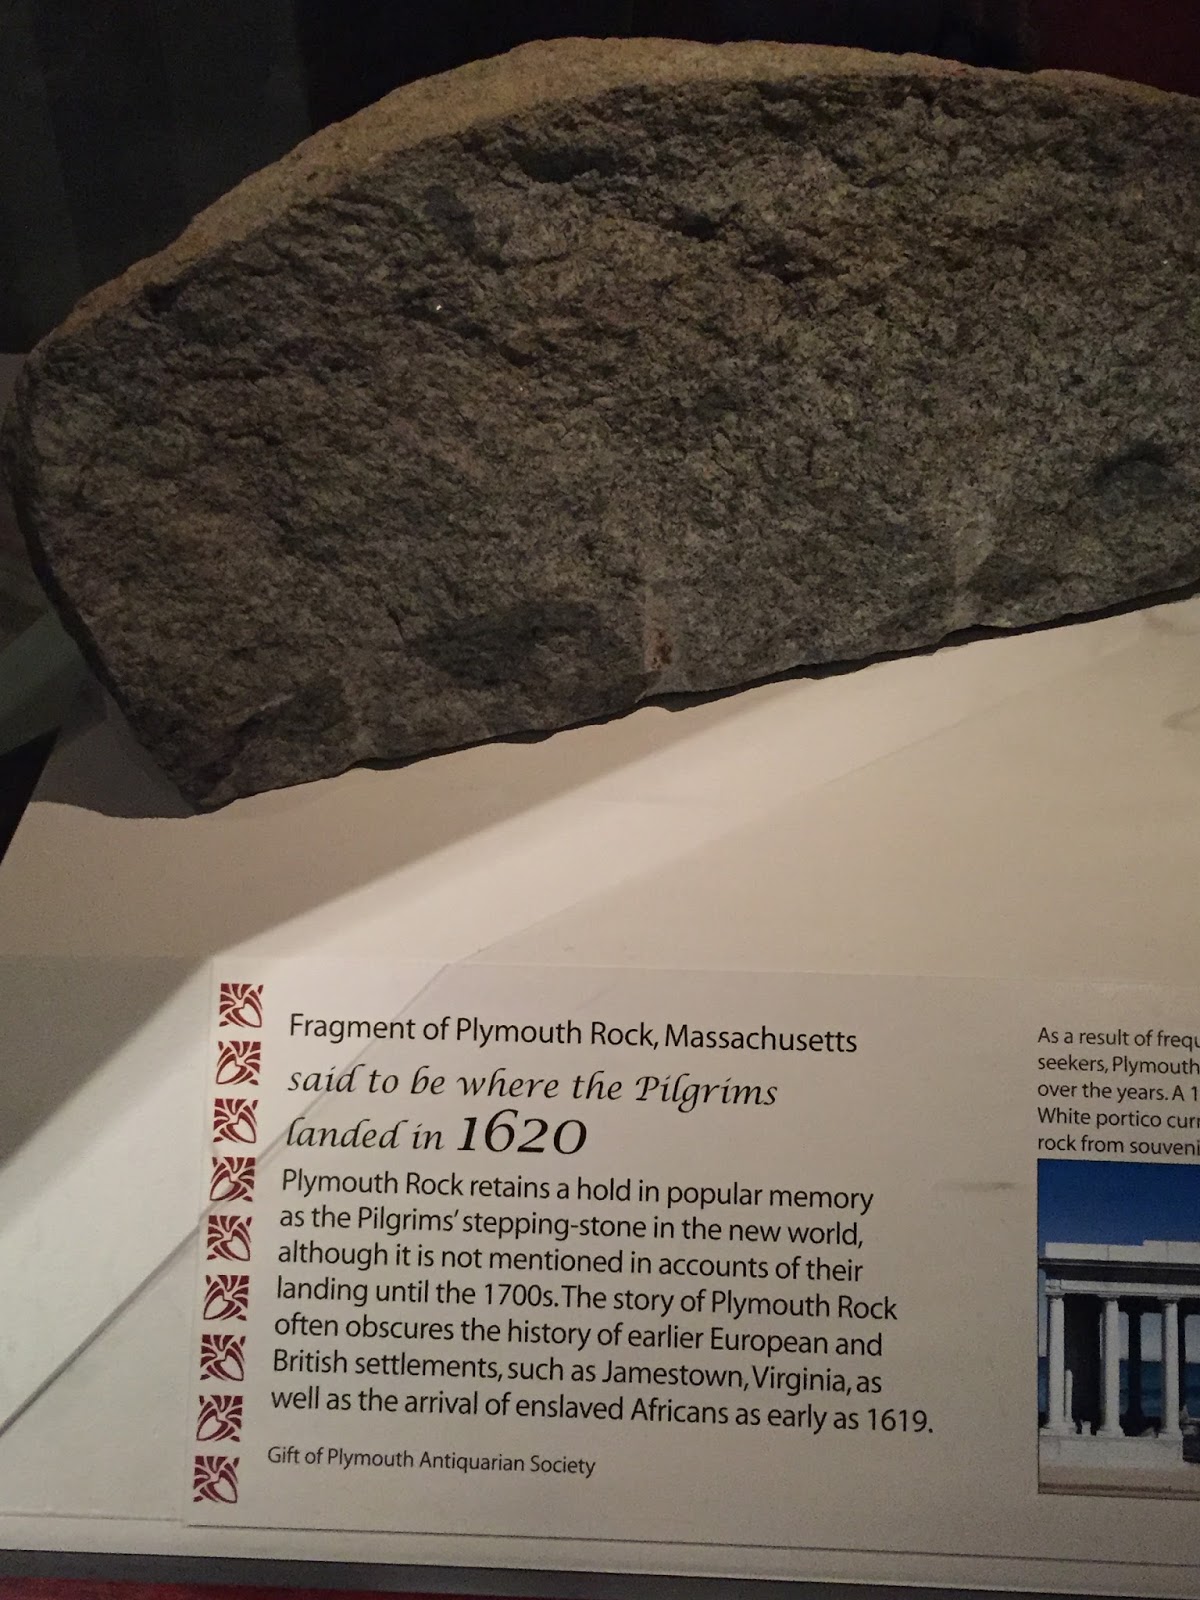 Fragment of Plymouth Rock, Massachusetts
said to be where the Pilgrims
landed in 1620
Plymouth Rock retains a hold in popular memory
as the Pilgrims' stepping-stone in the new world,
although it is not mentioned in accounts of their
landing until the 1700s. The story of Plymouth Rock
often obscures the history of earlier European and
British settlements, such as Jamestown, Virginia, as
well as the arrival of enslaved Africans as early as 1619.
Gift of Plymouth Antiquarian Society
As a result of
seekers, Plymouth
over the years. A
White portico
rock from